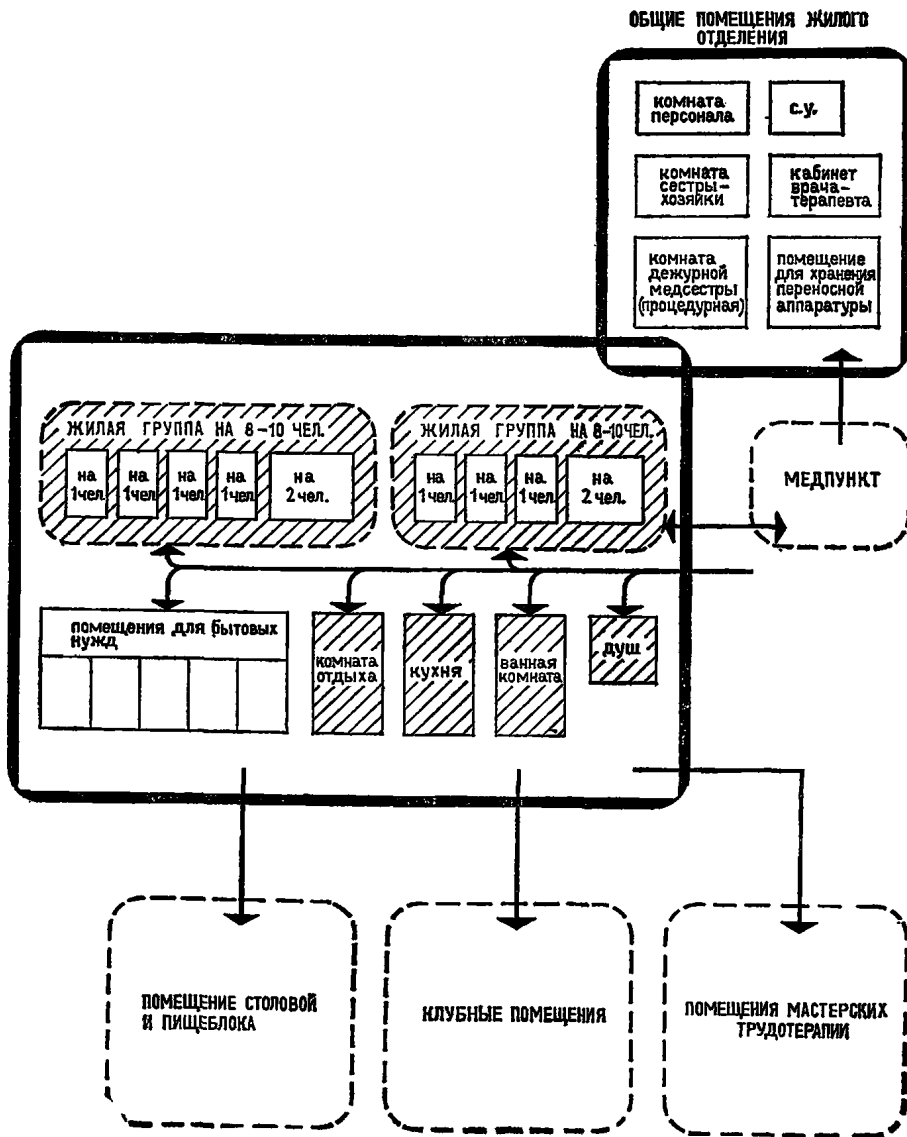 ОБЩИЕ ПОМЕЩЕНИЯ ЖИЛОГО
ОТДЕЛЕНИЯ
комната
персонала
с.у.
комната
сестры-
хозяйки
кабинет
врача-
терапевта
комната
дежурной
медсестры
(процедурная)
помещение
для хранения
переносной
аппаратуры
ЖИЛАЯ ГРУППА НА 8-10 ЧЕЛ.
на
1чел
на
1чел
на
1чел
на
1чел
на
2 чел.
ЖИЛАЯ ГРУППА НА 8-10 ЧЕЛ.
на
1чел
на
1чел
на
1чел
на
2 чел.
МЕДПУНКТ
помещения для бытовых
нужд
комната
отдыха
кухня
ванная
комната
душ
ПОМЕЩЕНИЕ СТОЛОВОЙ
И ПИЩЕБЛОКА
КЛУБНЫЕ ПОМЕЩЕНИЯ
ПОМЕЩЕНИЯ МАСТЕРСКИХ
ТРУДОТЕРАПИИ